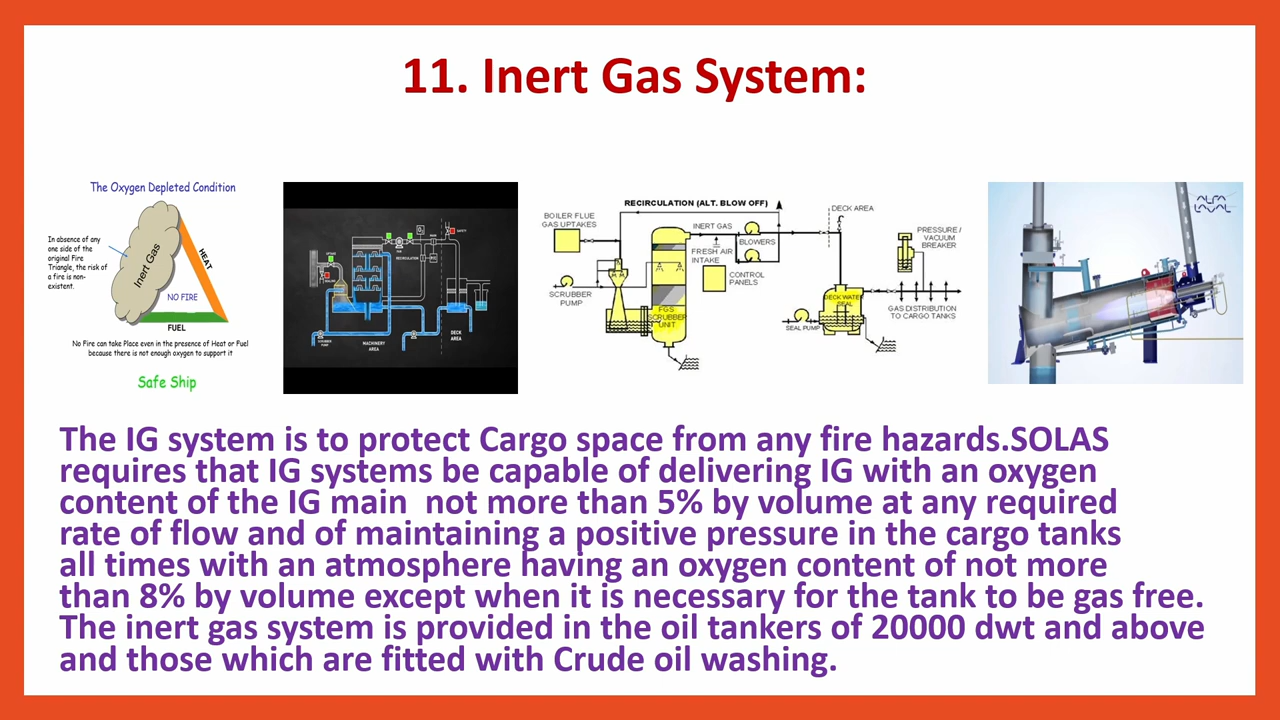 11. Inert Gas System:
The Oxygen Depleted Condition
In absence of any
one side of the
original Fire
Triangle, the risk of
a fire is non-
existent.
Inert Gas
HEAT
NO FIRE
FUEL
No Fire can take Place even in the presence of Heat or Fuel
because there is not enough oxygen to support it
Safe Ship
RECIRCULATION
MACHINERY
AREA
DECK
AREA
RECIRCULATION (ALT. BLOW OFF)
BOILER FLUE
GAS UPTAKES
SCRUBBER
PUMP
FGS
SCRUBBER
UNIT
INERT GAS
FRESH AIR
INTAKE
BLOWERS
CONTROL
PANELS
DECK AREA
DECK WATER
SEAL
SEAL PUMP
PRESSURE /
VACUUM
BREAKER
GAS DISTRIBUTION
TO CARGO TANKS
ALFA
LAVAL
The IG system is to protect Cargo space from any fire hazards.SOLAS
requires that IG systems be capable of delivering IG with an oxygen
content of the IG main  not more than 5% by volume at any required
rate of flow and of maintaining a positive pressure in the cargo tanks
all times with an atmosphere having an oxygen content of not more
than 8% by volume except when it is necessary for the tank to be gas free.
The inert gas system is provided in the oil tankers of 20000 dwt and above
and those which are fitted with Crude oil washing.